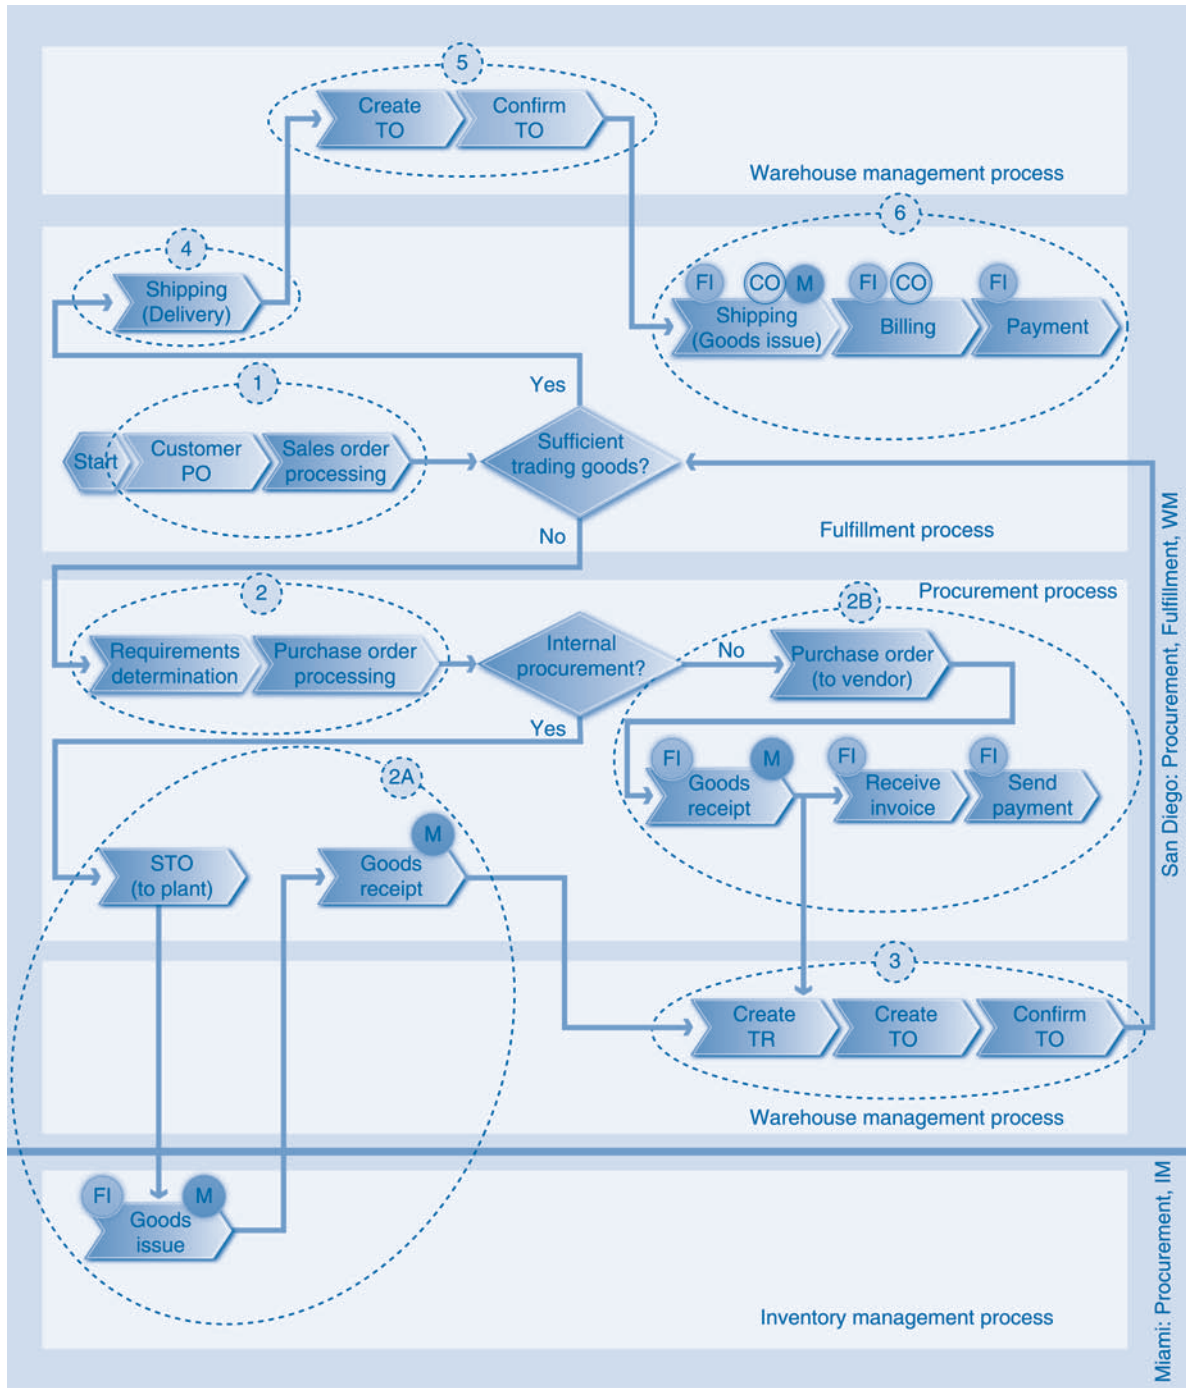 5
Create
TO
Confirm
TO
Warehouse management process
6
4
FI
CO
M
FI
CO
FI
Shipping
(Delivery)
Shipping
(Goods issue)
Billing
Payment
Yes
1
Start
Customer
PO
Sales order
processing
Sufficient
trading goods?
No
Fulfillment process
2
Procurement process
2B
Requirements
determination
Purchase order
processing
Internal
procurement?
No
Purchase order
(to vendor)
Yes
2A
FI
M
FI
FI
Goods
receipt
Receive
invoice
Send
payment
M
STO
(to plant)
Goods
receipt
San Diego: Procurement, Fulfillment, WM
3
Create
TR
Create
TO
Confirm
TO
Warehouse management process
FI
M
Goods
issue
Inventory management process
Miami: Procurement, IM